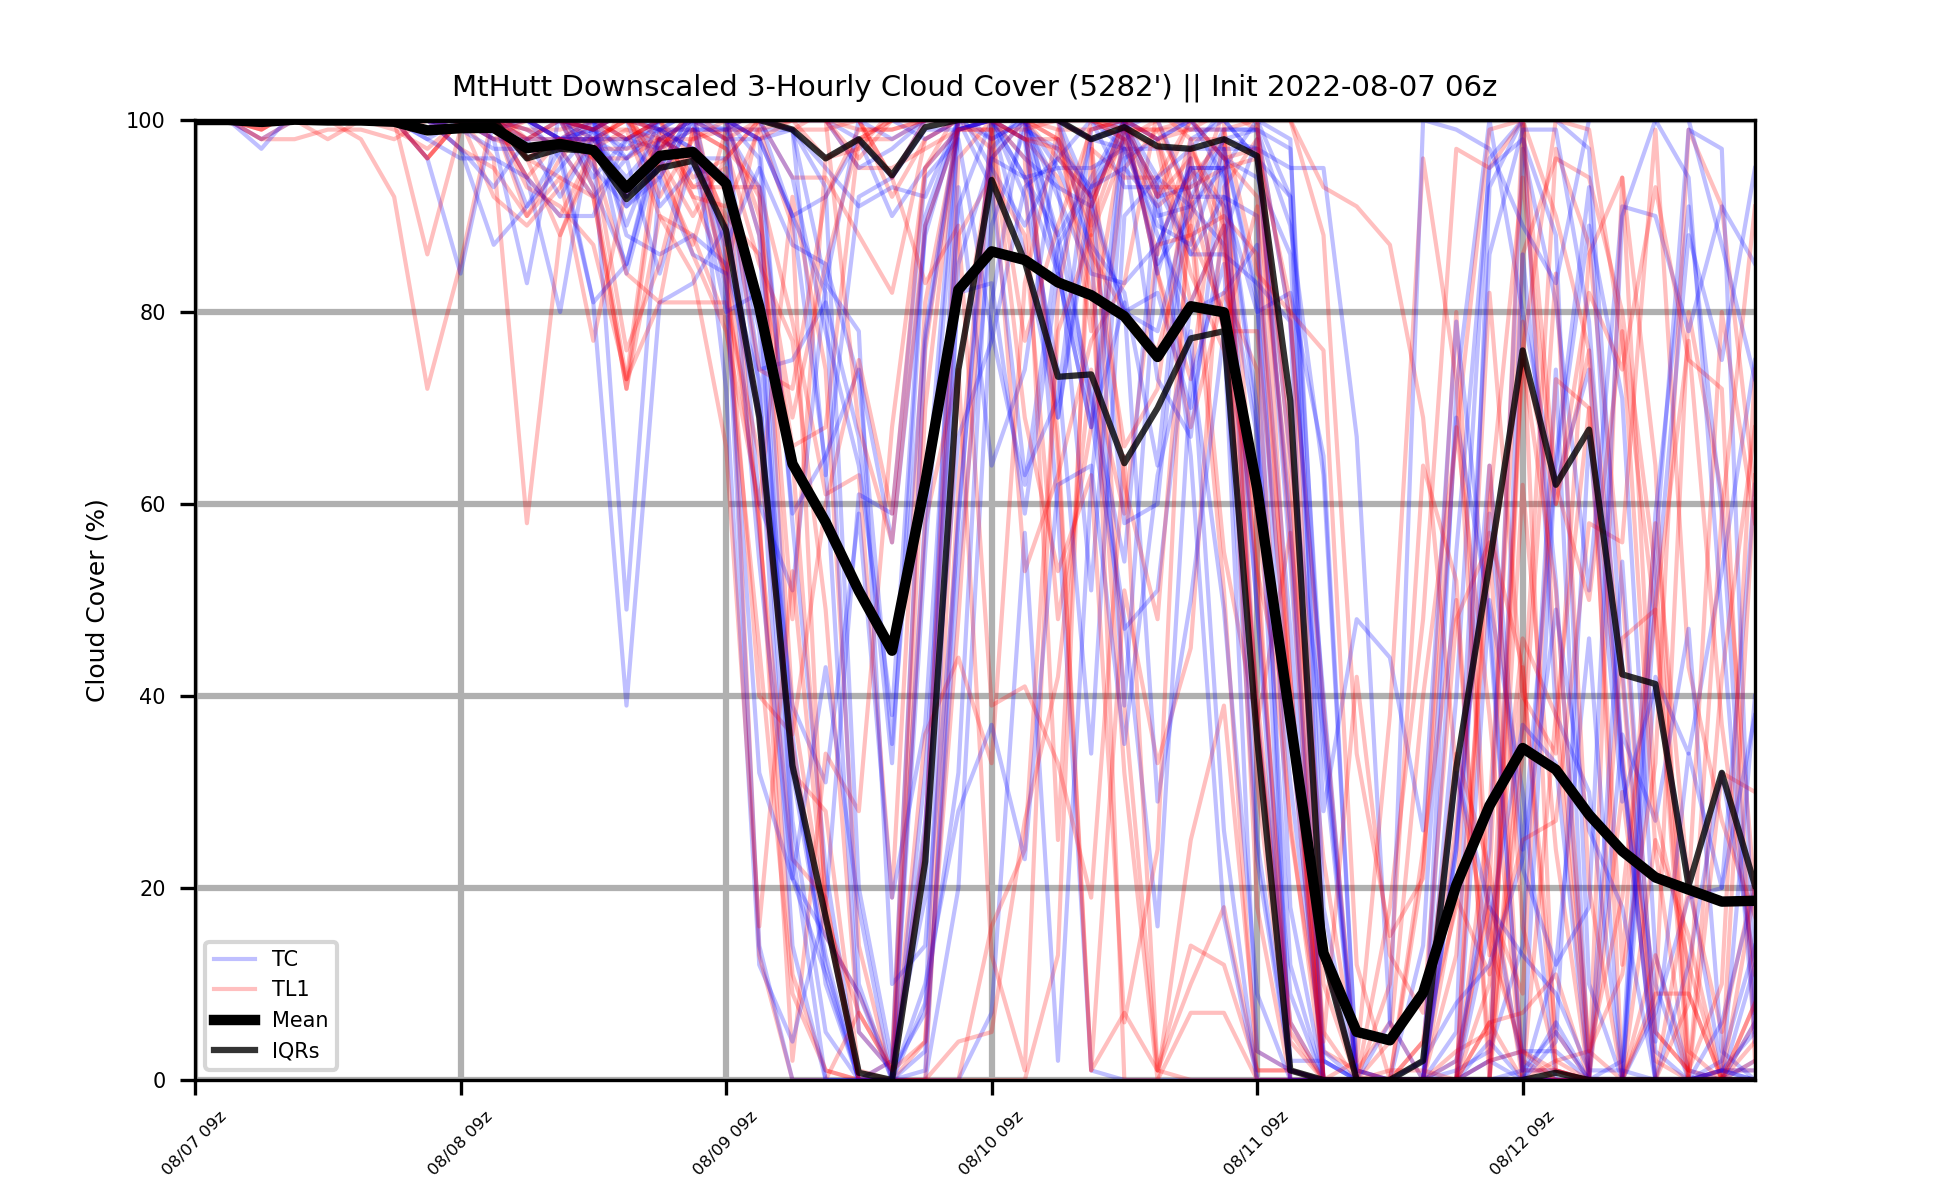 MtHutt Downscaled 3-Hourly Cloud Cover (5282') || Init 2022-08-07 06z
Cloud Cover (%)
100
80
60
40
20
0
TC
TL1
Mean
IQRs
08/07 09z
08/08 09z
08/09 09z
08/10 09z
08/11 09z
08/12 09z